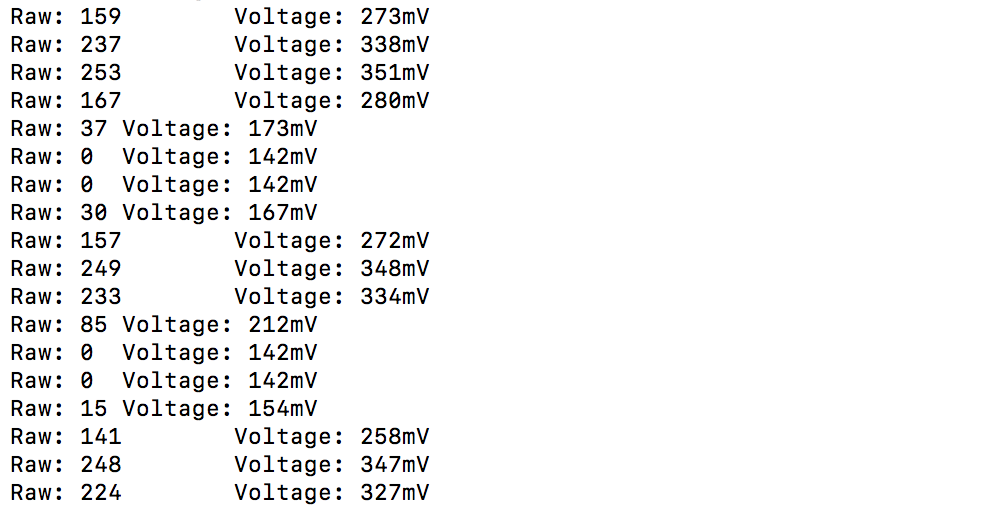 Raw: 159	Voltage: 273mV
Raw: 237	Voltage: 338mV
Raw: 253	Voltage: 351mV
Raw: 167	Voltage: 280mV
Raw: 37	Voltage: 173mV
Raw: 0	Voltage: 142mV
Raw: 0	Voltage: 142mV
Raw: 30	Voltage: 167mV
Raw: 157	Voltage: 272mV
Raw: 249	Voltage: 348mV
Raw: 233	Voltage: 334mV
Raw: 85	Voltage: 212mV
Raw: 0	Voltage: 142mV
Raw: 0	Voltage: 142mV
Raw: 15	Voltage: 154mV
Raw: 141	Voltage: 258mV
Raw: 248	Voltage: 347mV
Raw: 224	Voltage: 327mV